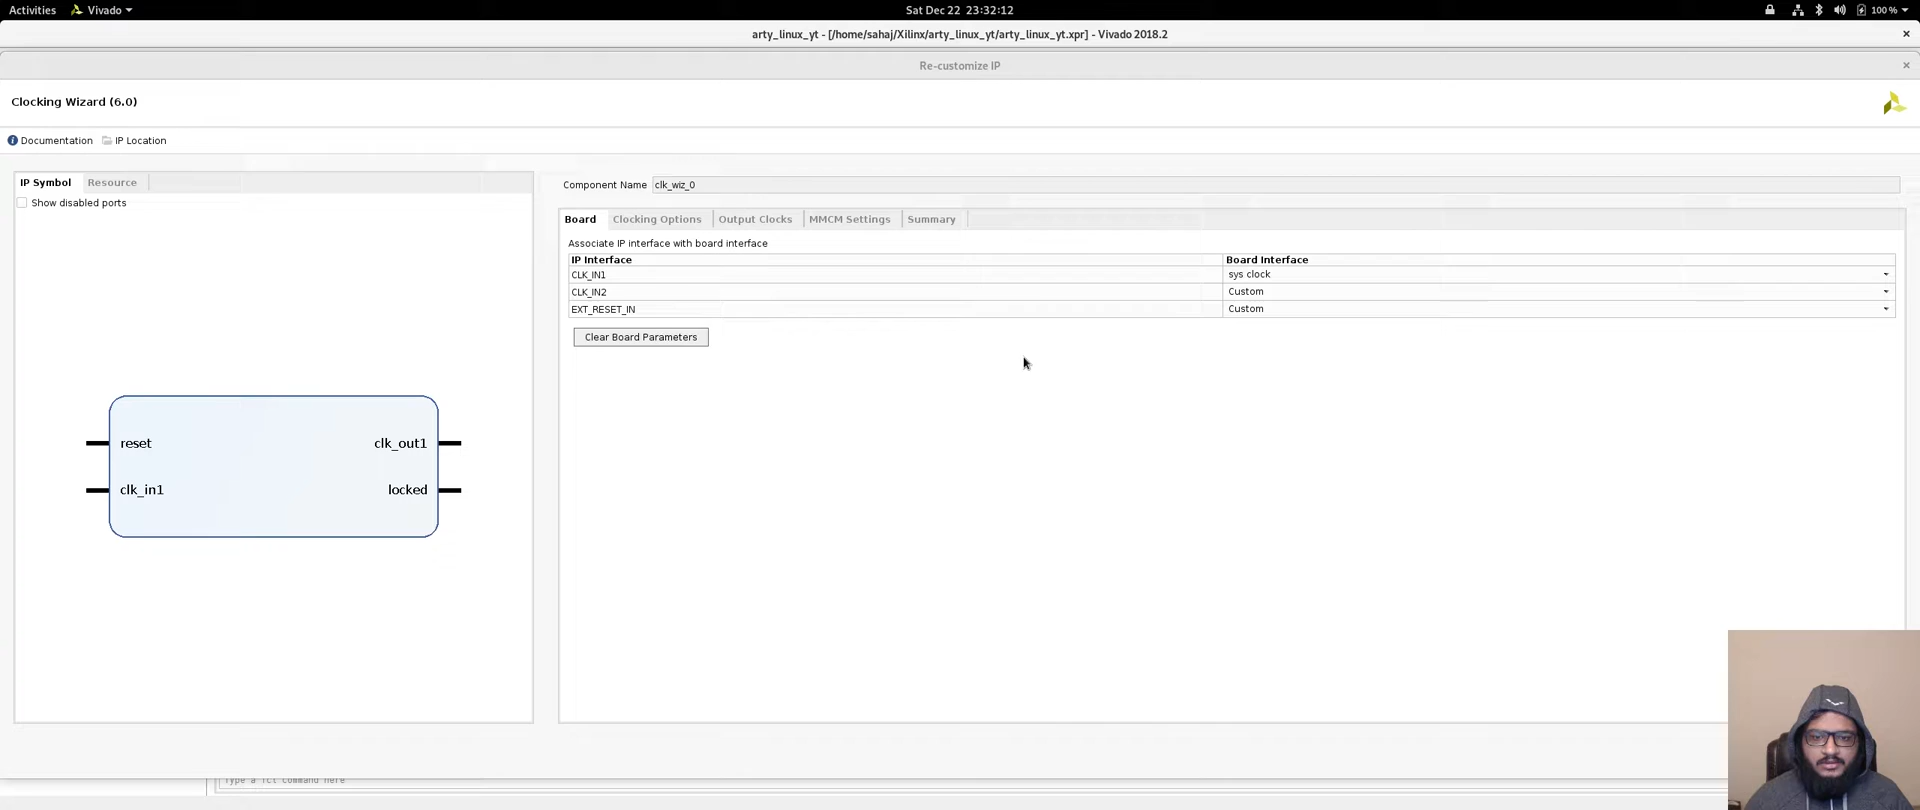 Activities Vivado Sat Dec 22 23:32:12 100 %
arty_linux_yt - [/home/sahaj/Xilinx/arty_linux_yt/arty_linux_yt.xpr] - Vivado 2018.2
Re-customize IP
Clocking Wizard (6.0)
Documentation IP Location
IP Symbol Resource
Show disabled ports
reset
clk_in1
clk_out1
locked
Component Name clk_wiz_0
Board Clocking Options Output Clocks MMCM Settings Summary
Associate IP interface with board interface
IP Interface Board Interface
CLK_IN1 sys clock
CLK_IN2 Custom
EXT_RESET_IN Custom
Clear Board Parameters
Type a Tcl command here